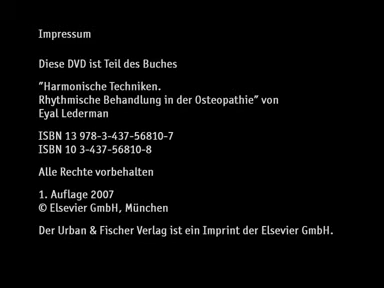 Impressum
Diese DVD ist Teil des Buches
"Harmonische Techniken.
Rhythmische Behandlung in der Osteopathie" von
Eyal Lederman
ISBN 13 978-3-437-56810-7
ISBN 10 3-437-56810-8
Alle Rechte vorbehalten
1. Auflage 2007
© Elsevier GmbH, München
Der Urban & Fischer Verlag ist ein Imprint der Elsevier GmbH.